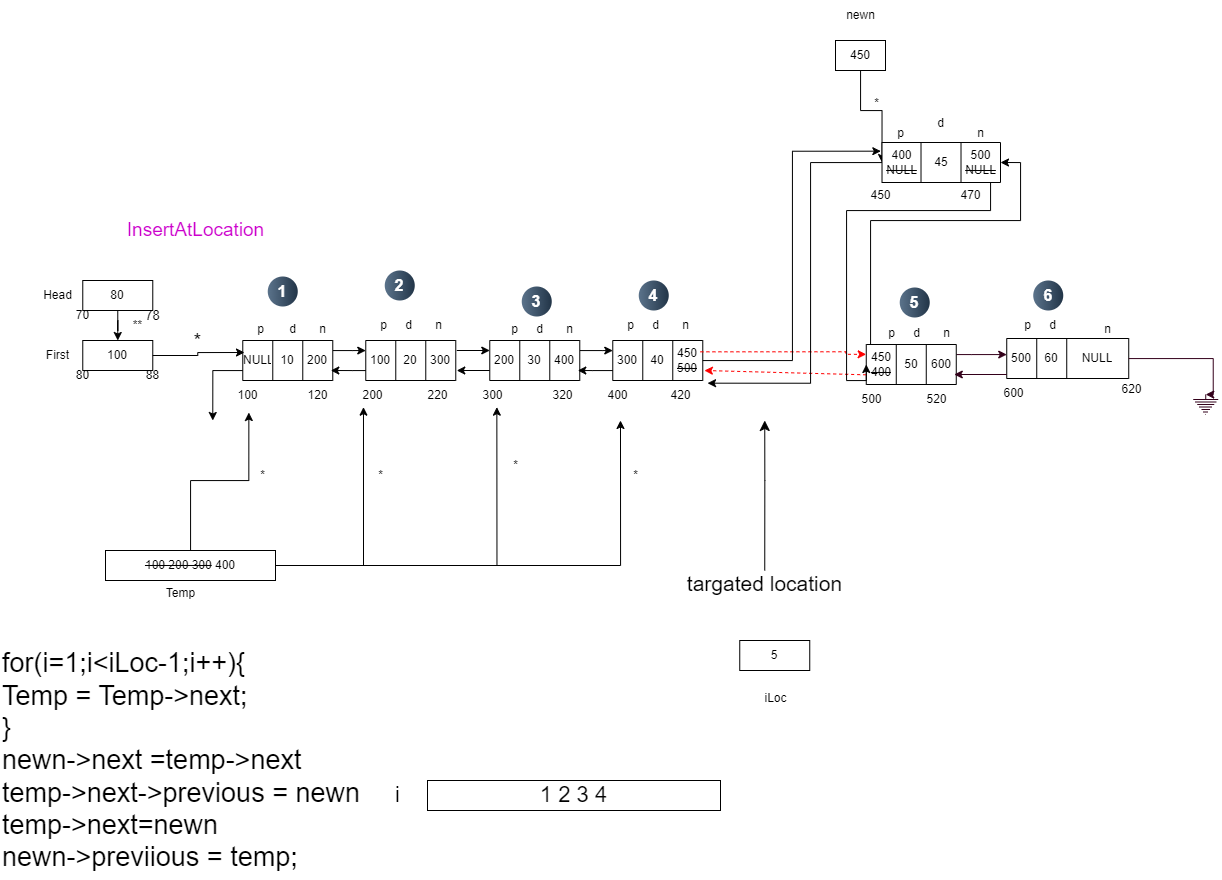 newn
450
*
d
p n
400 45 500
NULL NULL
450 470
InsertAtLocation
1 2 3 4 5 6
Head 80
70 78
**
p d n p d n p d n p d n p d n p d n
*
First 100
80 88
NULL 10 200
100 20 300
200 30 400
300 40 450
500
450 50 600
400
500 60 NULL
100 120 200 220 300 320 400 420 500 520 600 620
* * * *
100 200 300 400
Temp
targated location
5
iLoc
for(i=1;i<iLoc-1;i++){
Temp = Temp->next;
}
newn->next =temp->next
temp->next->previous = newn i 1 2 3 4
temp->next=newn
newn->previious = temp;